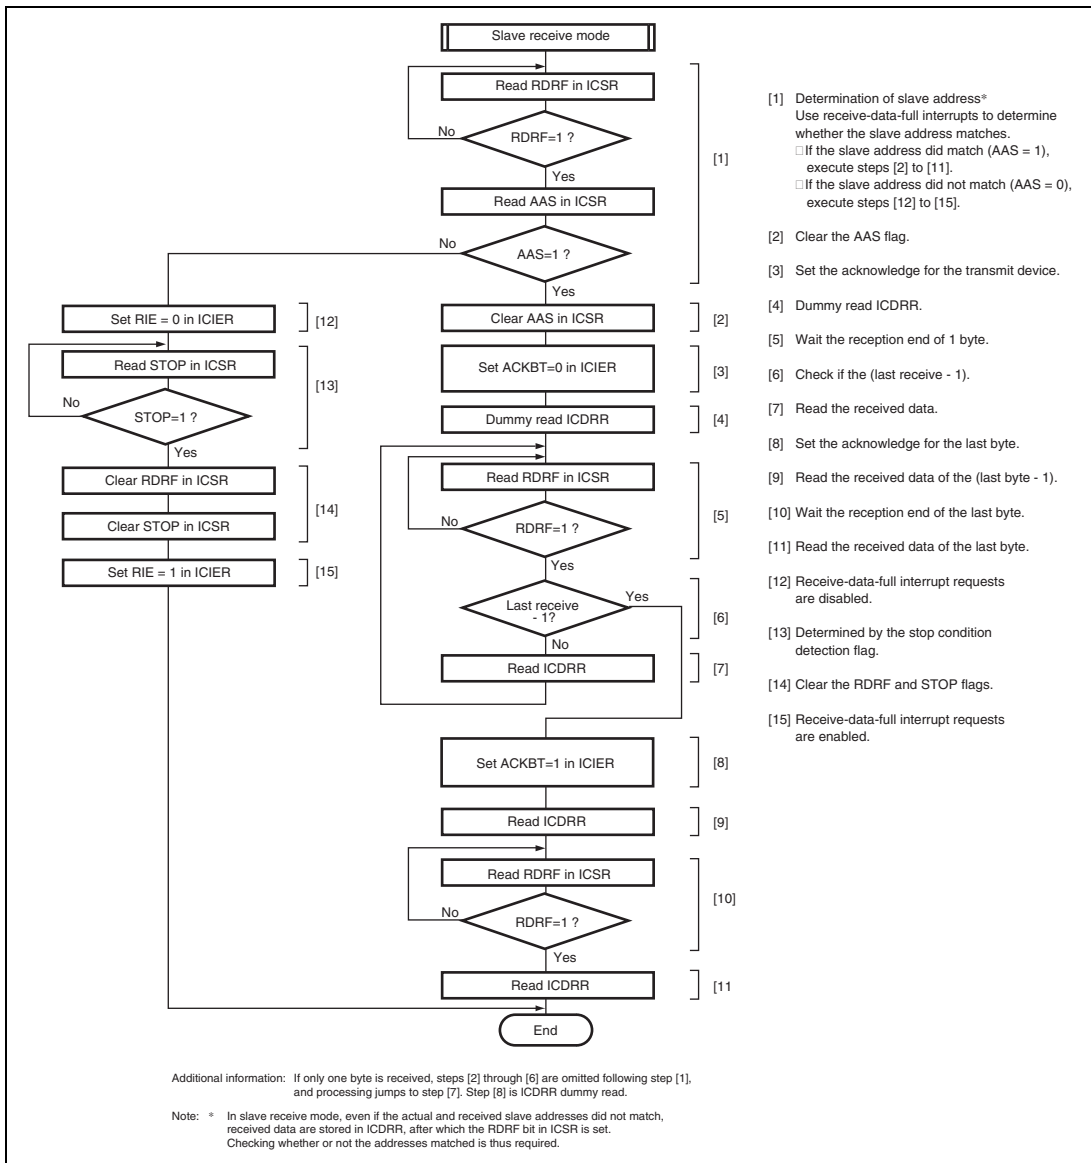 Slave receive mode
Read RDRF in ICSR
No
RDRF=1 ?
[1]
Yes
Read AAS in ICSR
No
AAS=1 ?
Yes
Set RIE = 0 in ICIER
[12]
Clear AAS in ICSR
[2]
Read STOP in ICSR
[13]
Set ACKBT=0 in ICIER
[3]
No
STOP=1 ?
Yes
Dummy read ICDRR
[4]
Clear RDRF in ICSR
[14]
Clear STOP in ICSR
Set RIE = 1 in ICIER
[15]
Read RDRF in ICSR
No
RDRF=1 ?
[5]
Yes
Last receive
- 1?
Yes
[6]
No
Read ICDRR
[7]
Set ACKBT=1 in ICIER
[8]
Read ICDRR
[9]
Read RDRF in ICSR
[10]
No
RDRF=1 ?
Yes
Read ICDRR
[11
End
[1] Determination of slave address*
Use receive-data-full interrupts to determine
whether the slave address matches.
□If the slave address did match (AAS = 1),
execute steps [2] to [11].
□If the slave address did not match (AAS = 0),
execute steps [12] to [15].
[2] Clear the AAS flag.
[3] Set the acknowledge for the transmit device.
[4] Dummy read ICDRR.
[5] Wait the reception end of 1 byte.
[6] Check if the (last receive - 1).
[7] Read the received data.
[8] Set the acknowledge for the last byte.
[9] Read the received data of the (last byte - 1).
[10] Wait the reception end of the last byte.
[11] Read the received data of the last byte.
[12] Receive-data-full interrupt requests
are disabled.
[13] Determined by the stop condition
detection flag.
[14] Clear the RDRF and STOP flags.
[15] Receive-data-full interrupt requests
are enabled.
Additional information: If only one byte is received, steps [2] through [6] are omitted following step [1],
and processing jumps to step [7]. Step [8] is ICDRR dummy read.
Note: * In slave receive mode, even if the actual and received slave addresses did not match,
received data are stored in ICDRR, after which the RDRF bit in ICSR is set.
Checking whether or not the addresses matched is thus required.